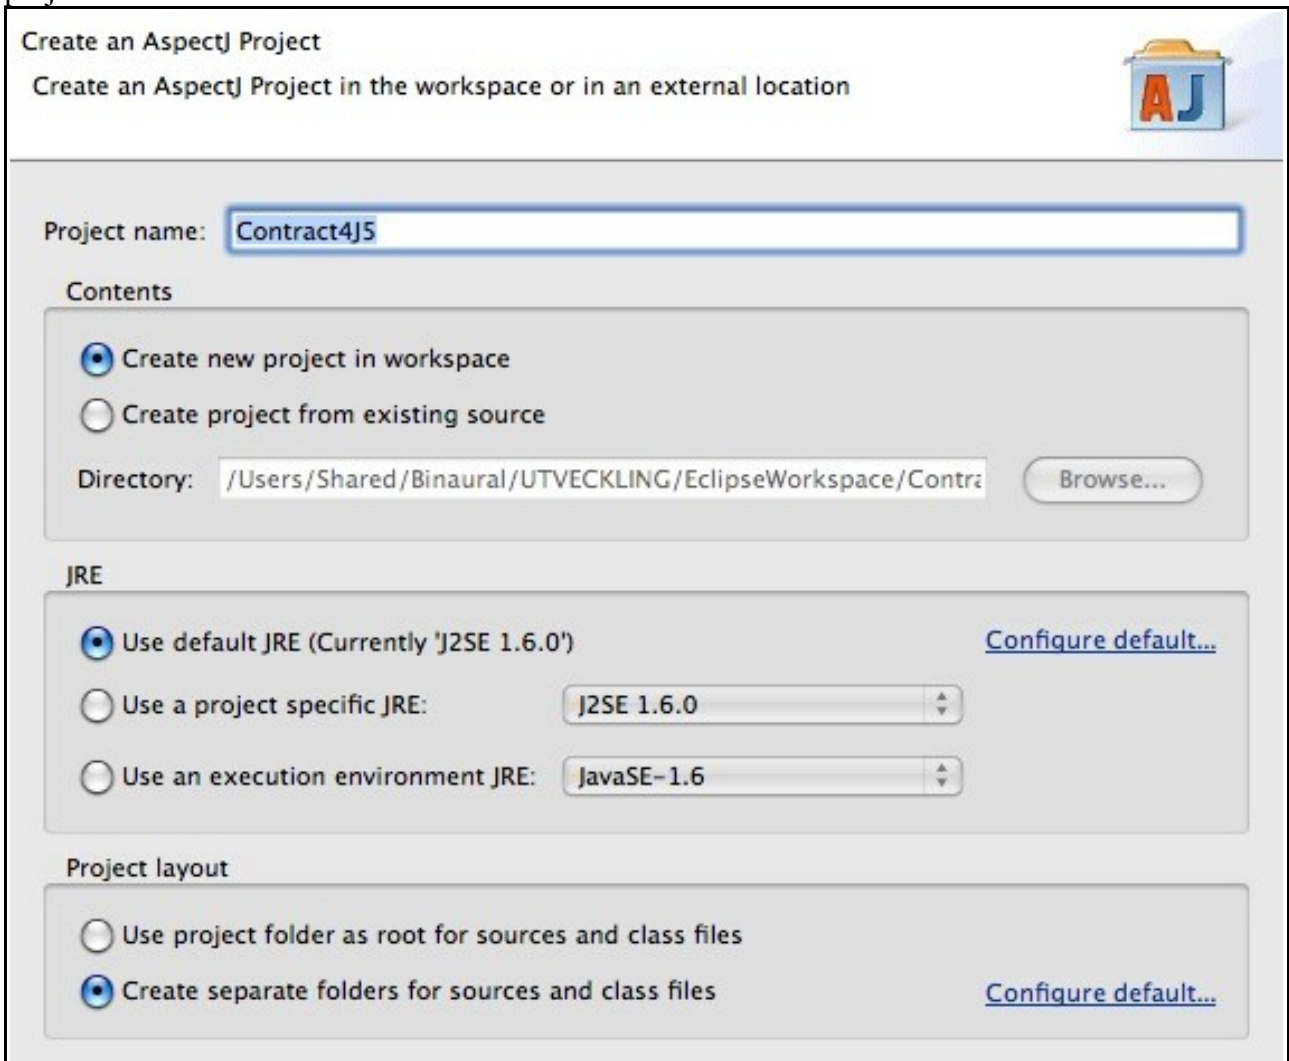 Create an AspectJ Project
Create an AspectJ Project in the workspace or in an external location
AJ
Project name: Contract4J5
Contents
Create new project in workspace
Create project from existing source
Directory: /Users/Shared/Binaural/UTVECKLING/EclipseWorkspace/Contra Browse...
JRE
Use default JRE (Currently 'J2SE 1.6.0') Configure default...
Use a project specific JRE: J2SE 1.6.0
Use an execution environment JRE: JavaSE-1.6
Project layout
Use project folder as root for sources and class files
Create separate folders for sources and class files Configure default...